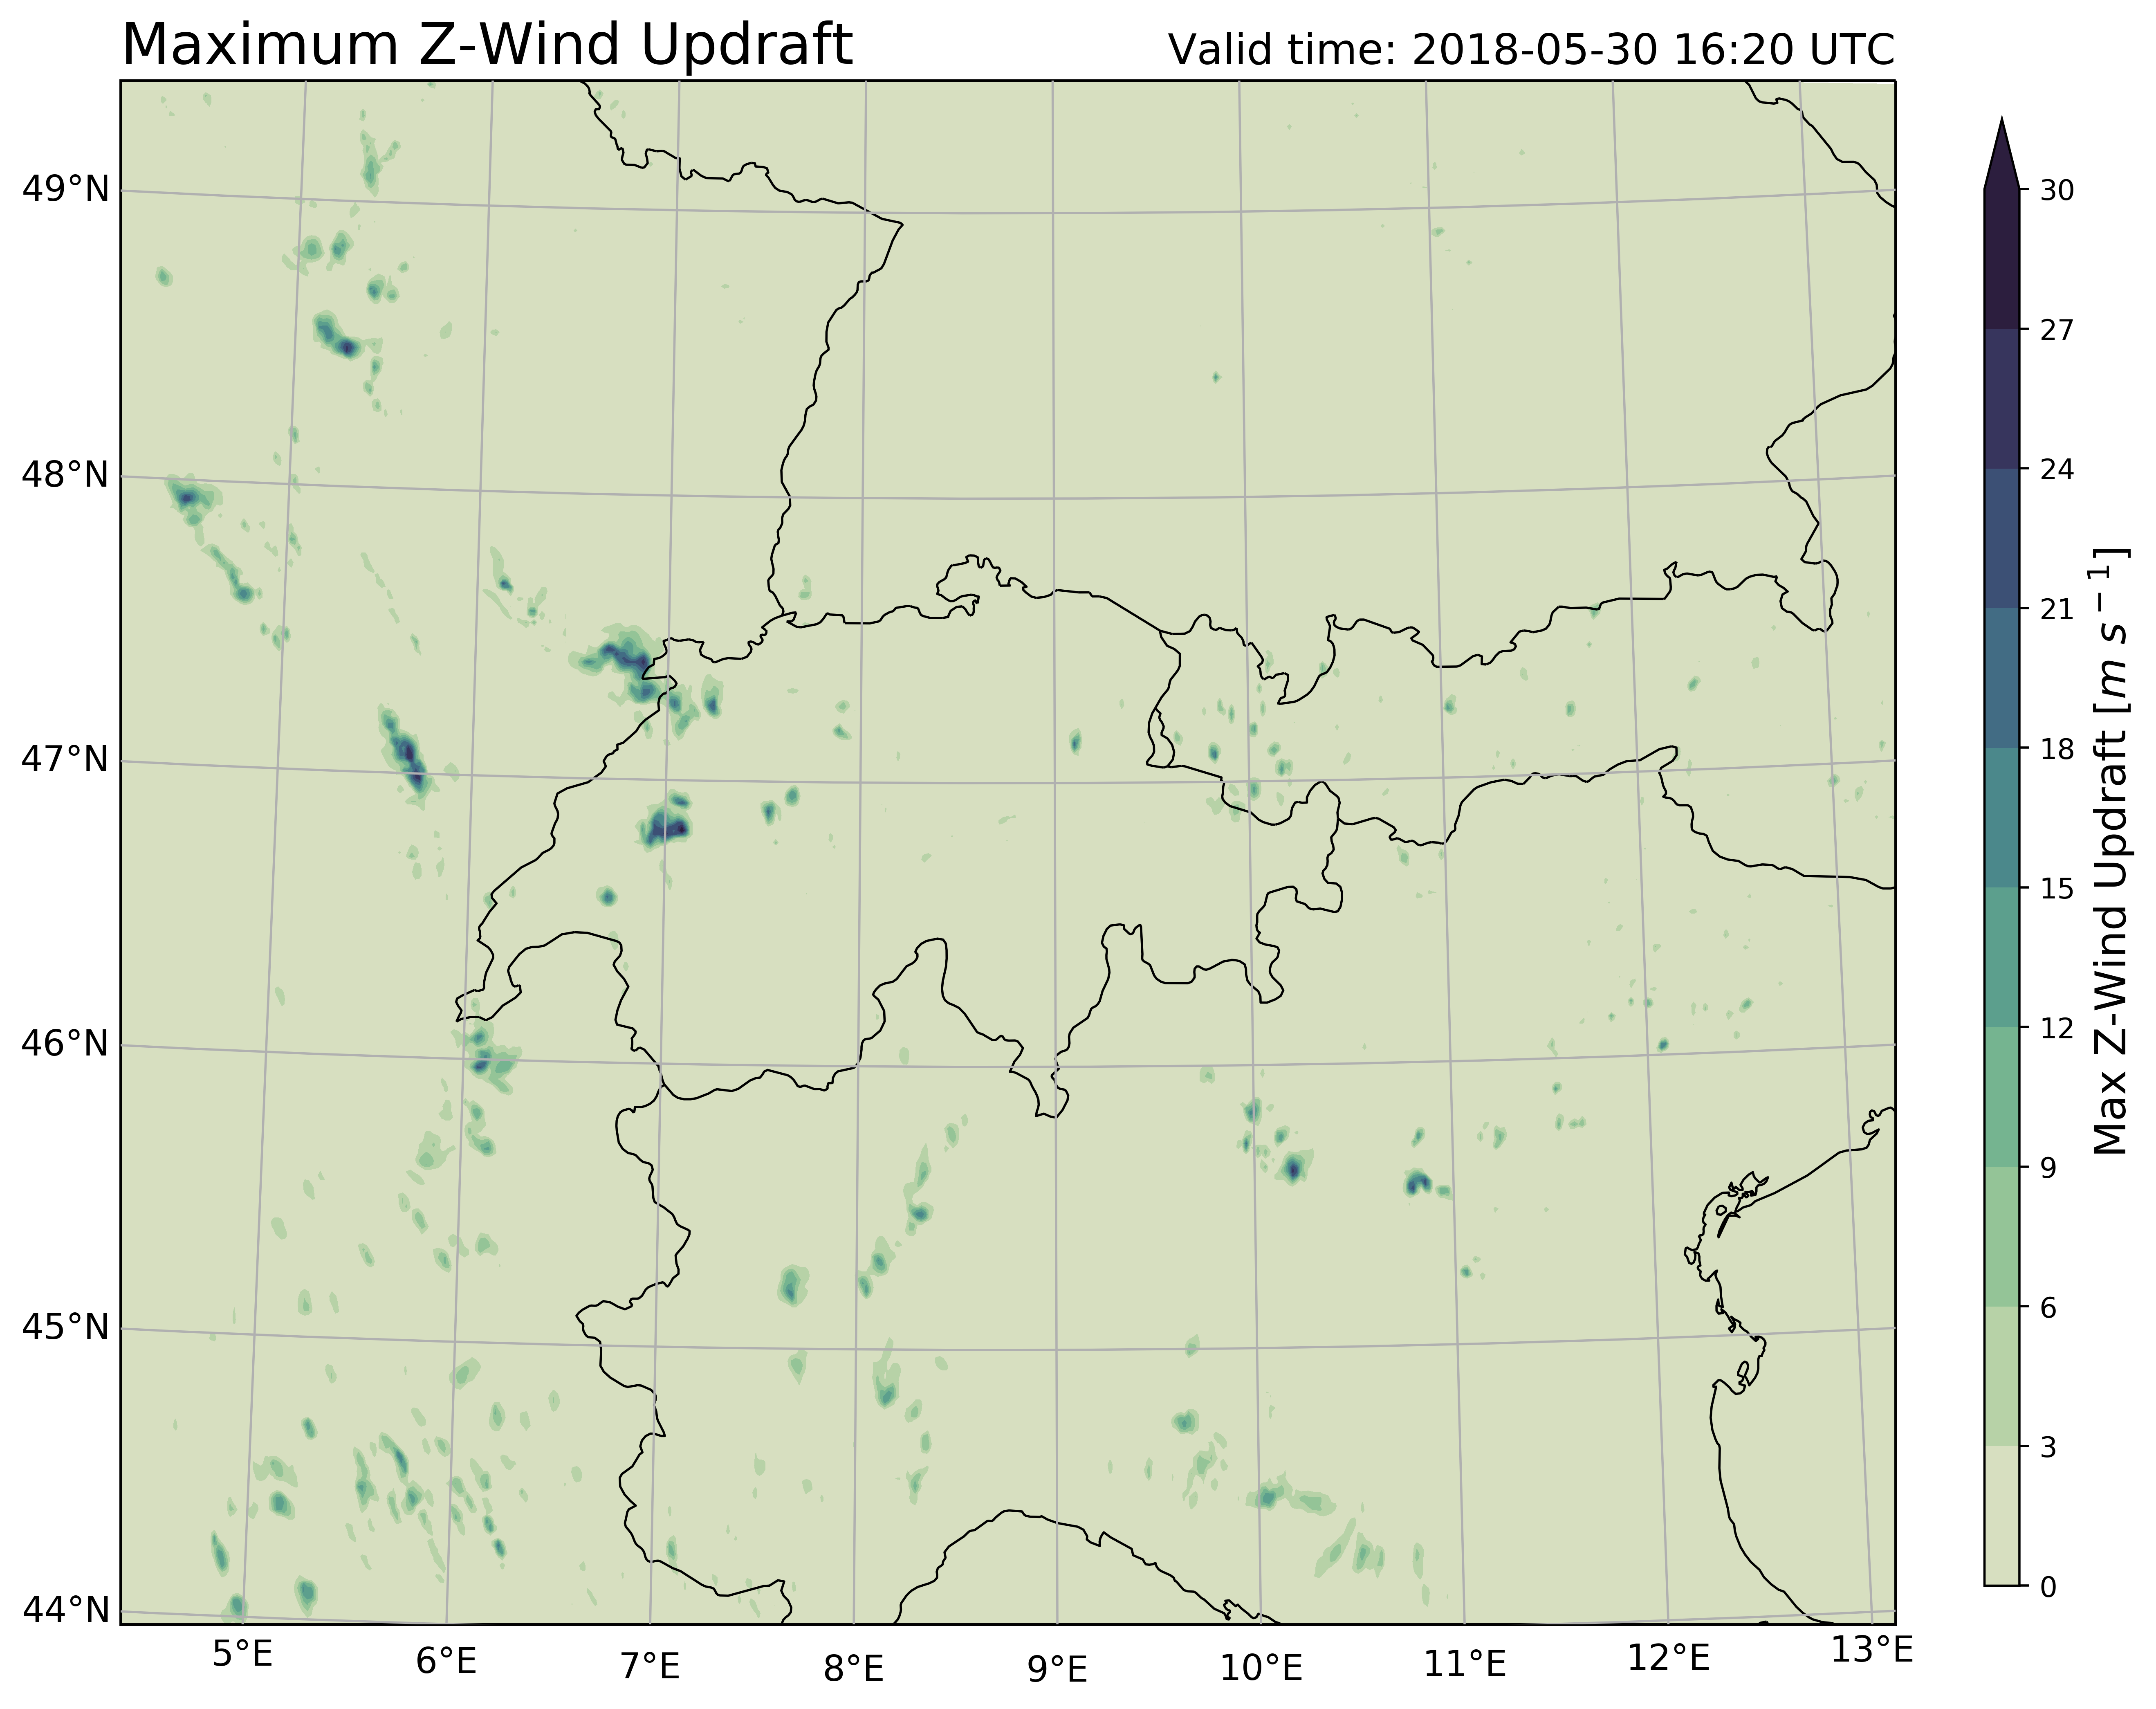 Maximum Z-Wind Updraft
Valid time: 2018-05-30 16:20 UTC
49°N
48°N
47°N
46°N
45°N
44°N
5°E
6°E
7°E
8°E
9°E
10°E
11°E
12°E
13°E
30
27
24
21
18
15
12
9
6
3
0
Max Z-Wind Updraft [m s⁻¹]